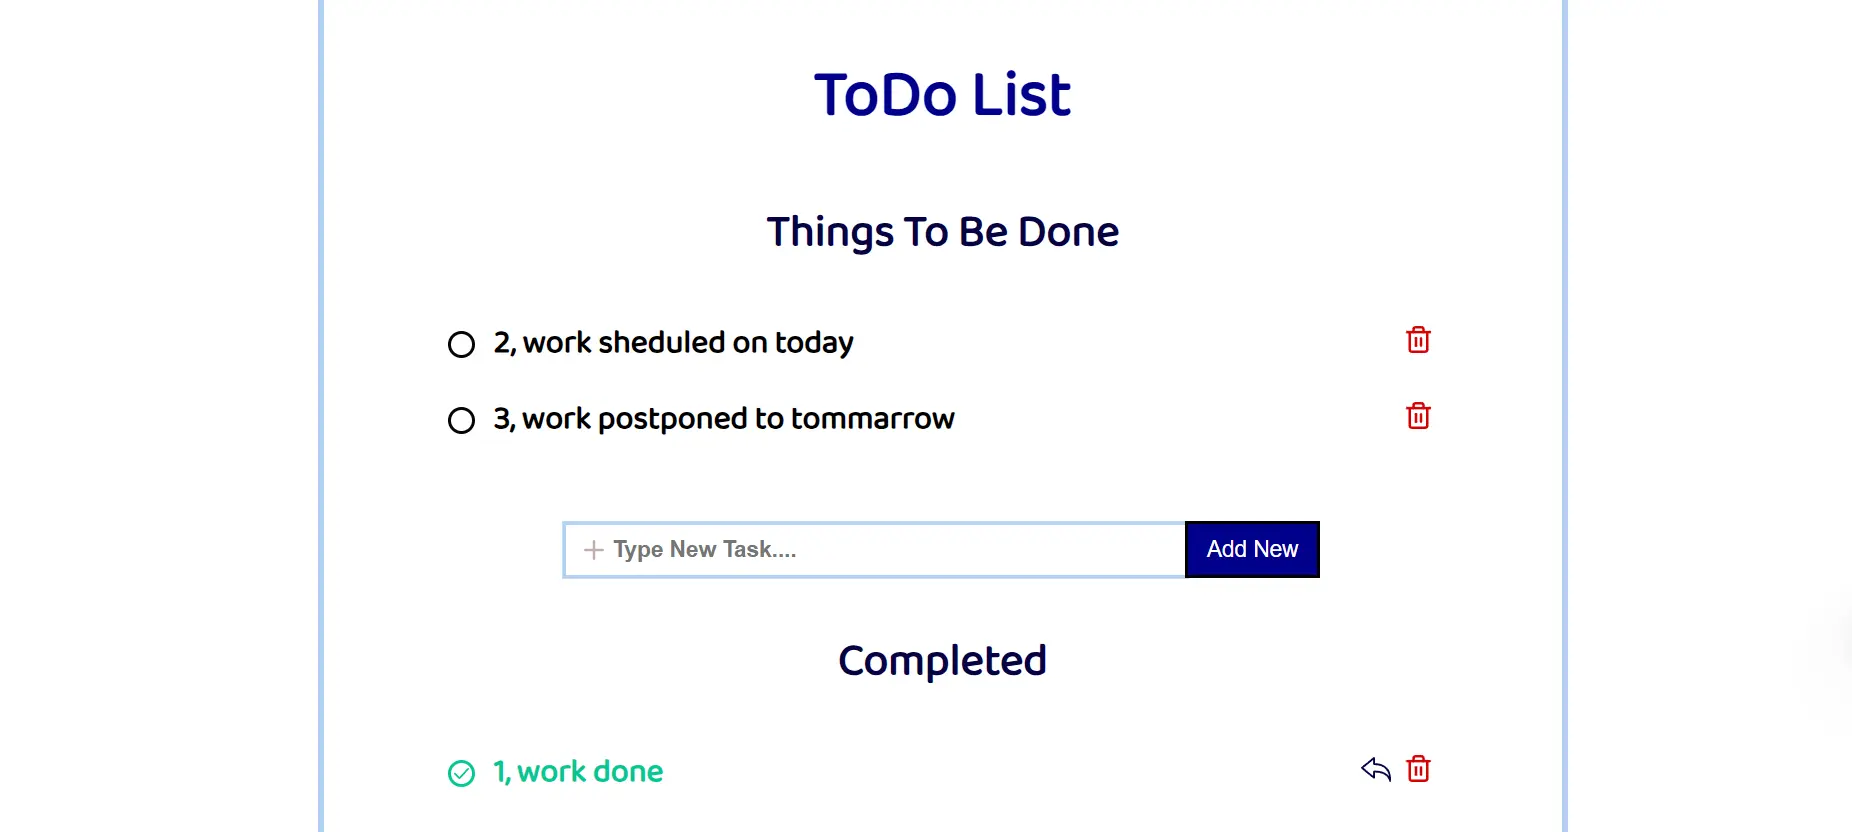 ToDo List
Things To Be Done
2, work sheduled on today
3, work postponed to tommarrow
Type New Task....
Add New
Completed
1, work done